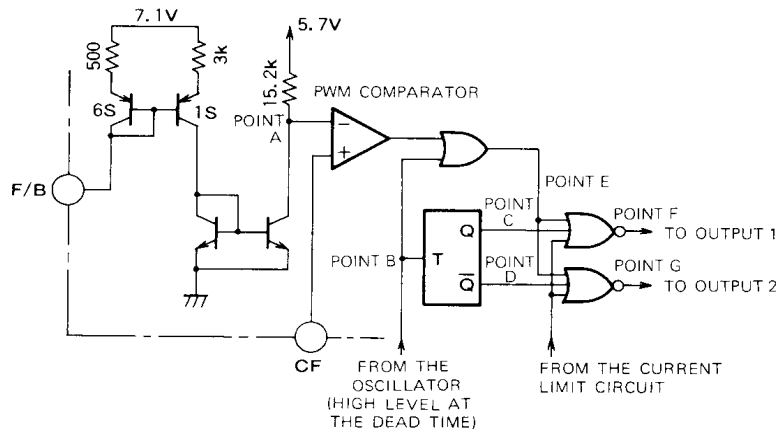 7.1V
5.7V
500
3k
15.2k
PWM COMPARATOR
6S
1S
POINT
A
−
+
F/B
POINT E
POINT
C
POINT F
TO OUTPUT 1
Q
POINT B
T
POINT
D
Q̅
POINT G
TO OUTPUT 2
CF
FROM THE
OSCILLATOR
(HIGH LEVEL AT
THE DEAD TIME)
FROM THE CURRENT
LIMIT CIRCUIT